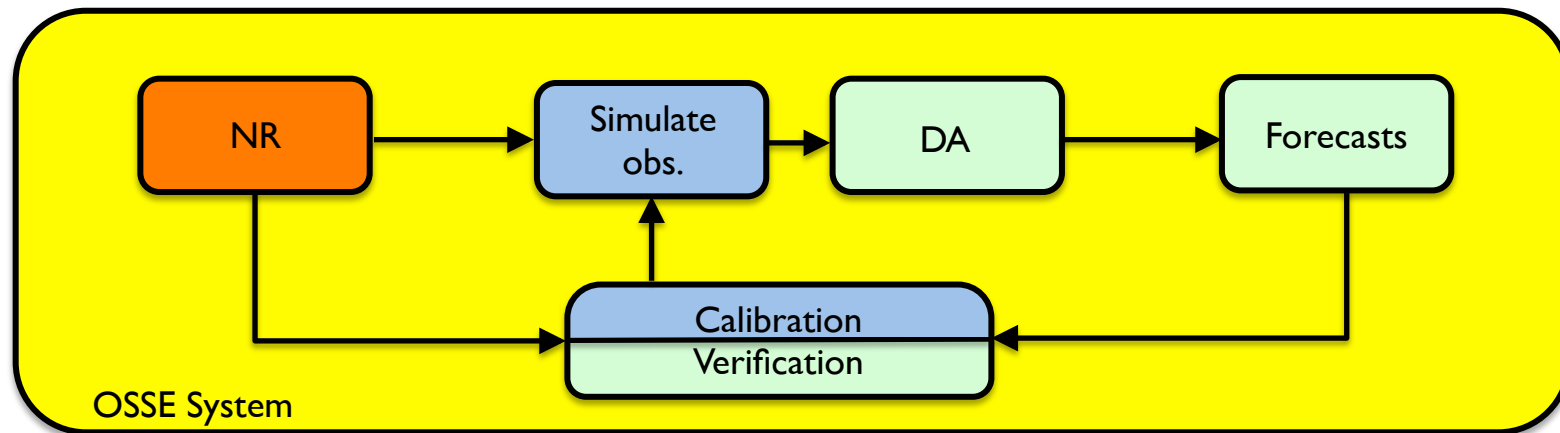 NR
Simulate
obs.
DA
Forecasts
Calibration
Verification
OSSE System